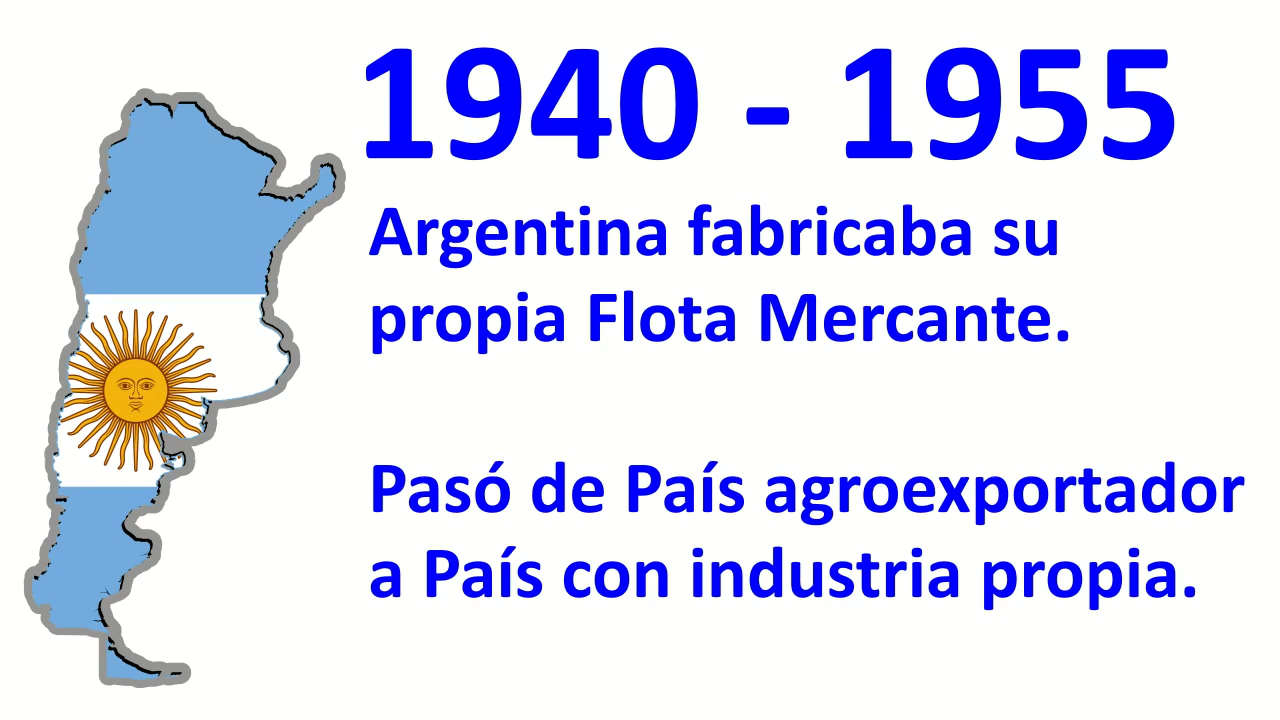 1940 - 1955
Argentina fabricaba su
propia Flota Mercante.
Pasó de País agroexportador
a País con industria propia.